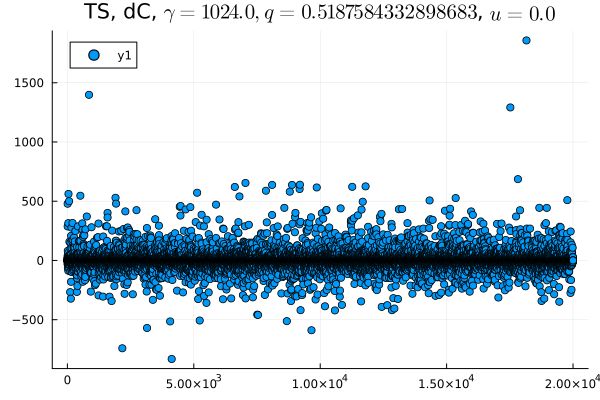 TS, dC, γ = 1024.0, q = 0.5187584332898683, u = 0.0
y1
1500
1000
500
0
−500
0 5.00×10³ 1.00×10⁴ 1.50×10⁴ 2.00×10⁴